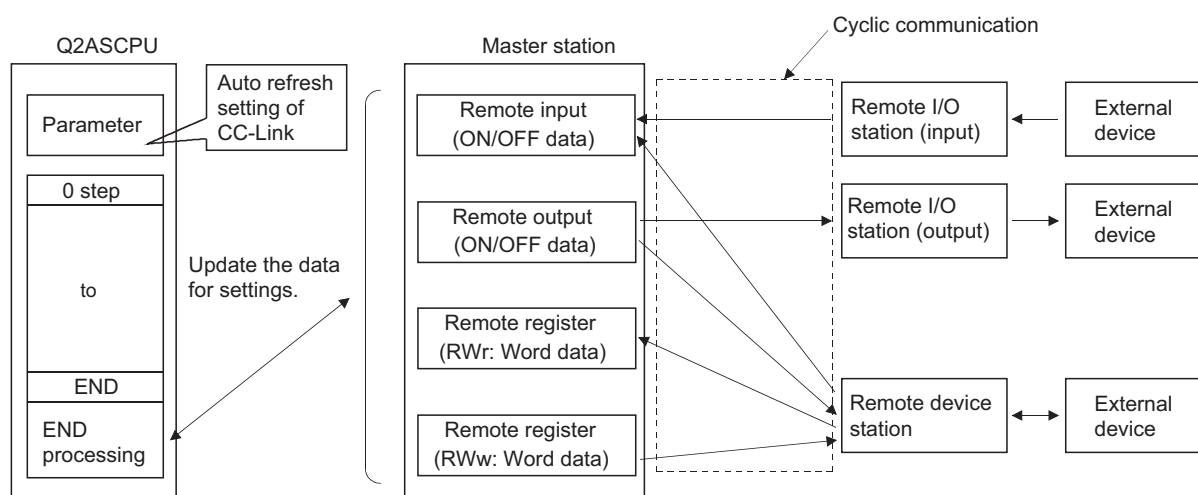 Cyclic communication
Q2ASCPU
Master station
Parameter
Auto refresh
setting of
CC-Link
0 step
to
END
END
processing
Update the data
for settings.
Remote input
(ON/OFF data)
Remote output
(ON/OFF data)
Remote register
(RWr: Word data)
Remote register
(RWw: Word data)
Remote I/O
station (input)
External
device
Remote I/O
station (output)
External
device
Remote device
station
External
device